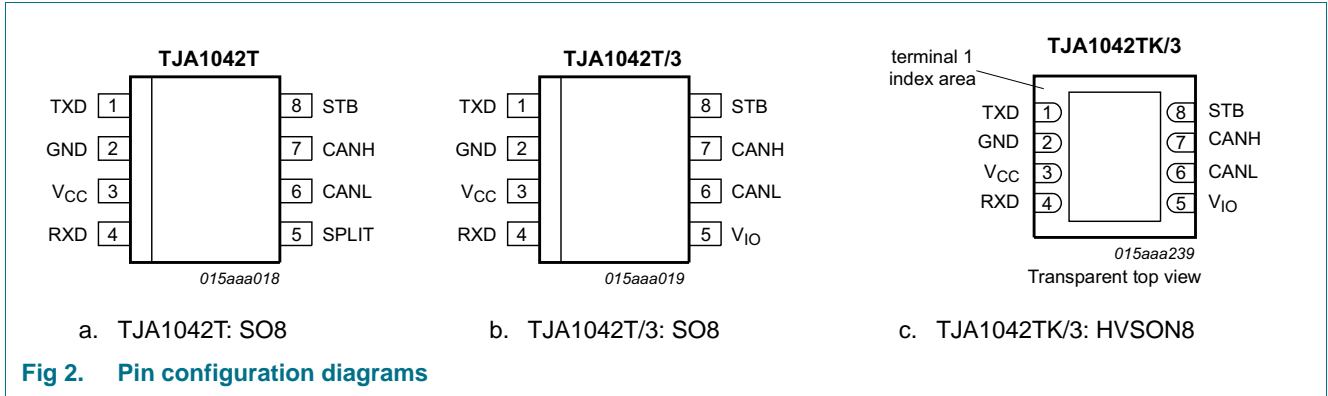 TJA1042T
TXD 1
GND 2
VCC 3
RXD 4
8 STB
7 CANH
6 CANL
5 SPLIT
015aaa018
a. TJA1042T: SO8
TJA1042T/3
TXD 1
GND 2
VCC 3
RXD 4
8 STB
7 CANH
6 CANL
5 VIO
015aaa019
b. TJA1042T/3: SO8
terminal 1
index area
TJA1042TK/3
TXD 1
GND 2
VCC 3
RXD 4
8 STB
7 CANH
6 CANL
5 VIO
015aaa239
Transparent top view
c. TJA1042TK/3: HVSON8
Fig 2. Pin configuration diagrams